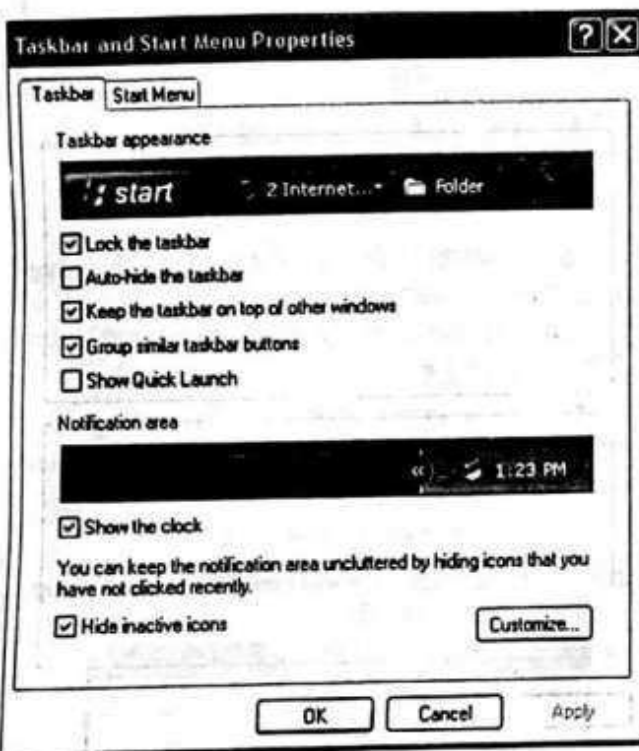 Taskbar and Start Menu Properties
Taskbar Start Menu
Taskbar appearance
start 2 Internet... Folder
Lock the taskbar
Auto-hide the taskbar
Keep the taskbar on top of other windows
Group similar taskbar buttons
Show Quick Launch
Notification area
« 1:23 PM
Show the clock
You can keep the notification area uncluttered by hiding icons that you
have not clicked recently.
Hide inactive icons Customize...
OK Cancel Apply